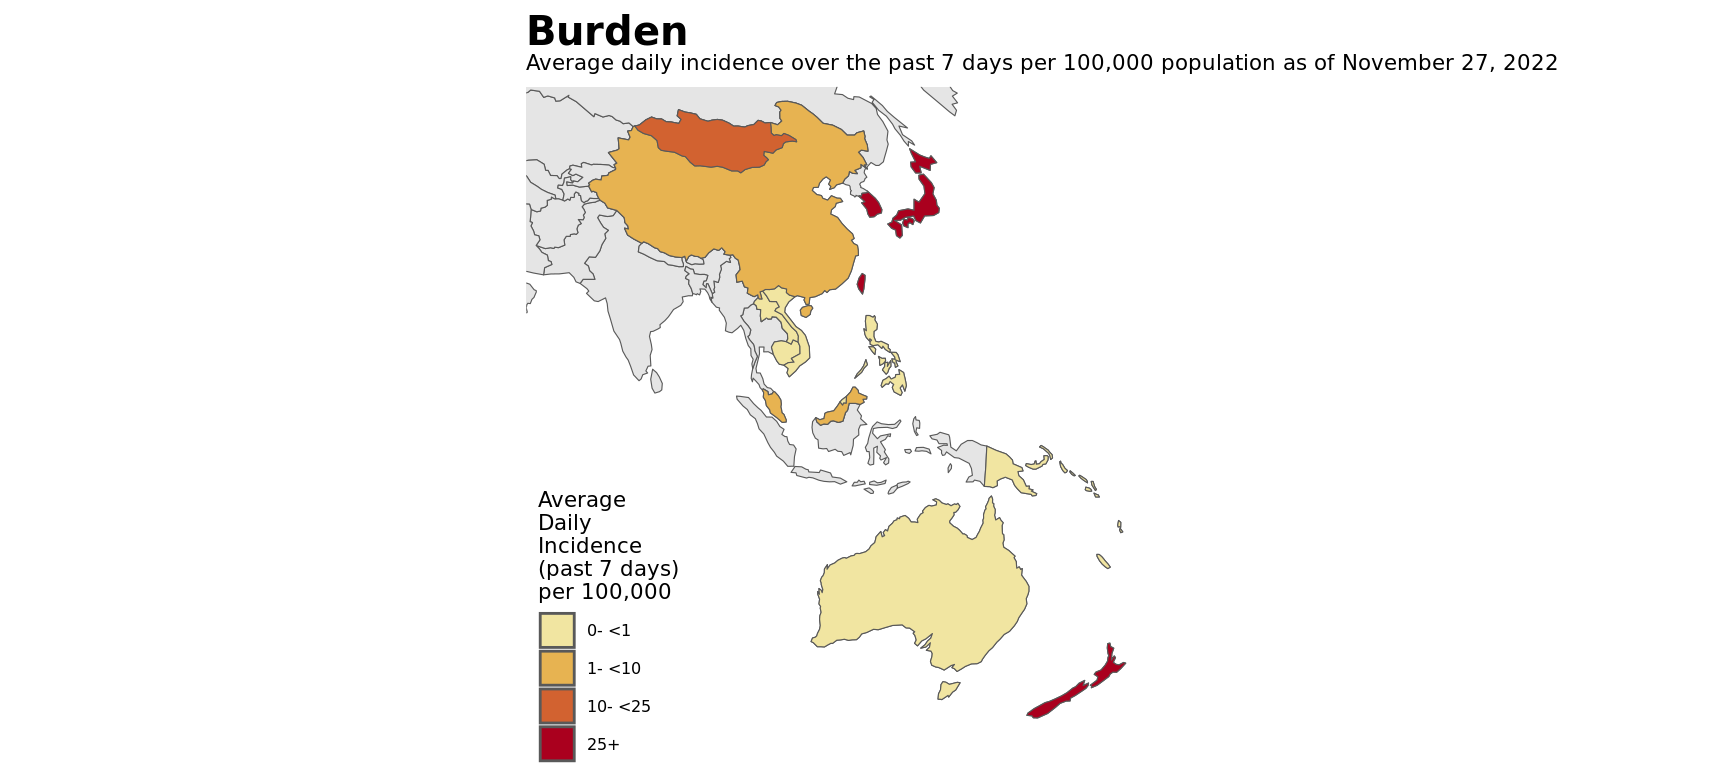 Burden
Average daily incidence over the past 7 days per 100,000 population as of November 27, 2022
Average
Daily
Incidence
(past 7 days)
per 100,000
0- <1
1- <10
10- <25
25+